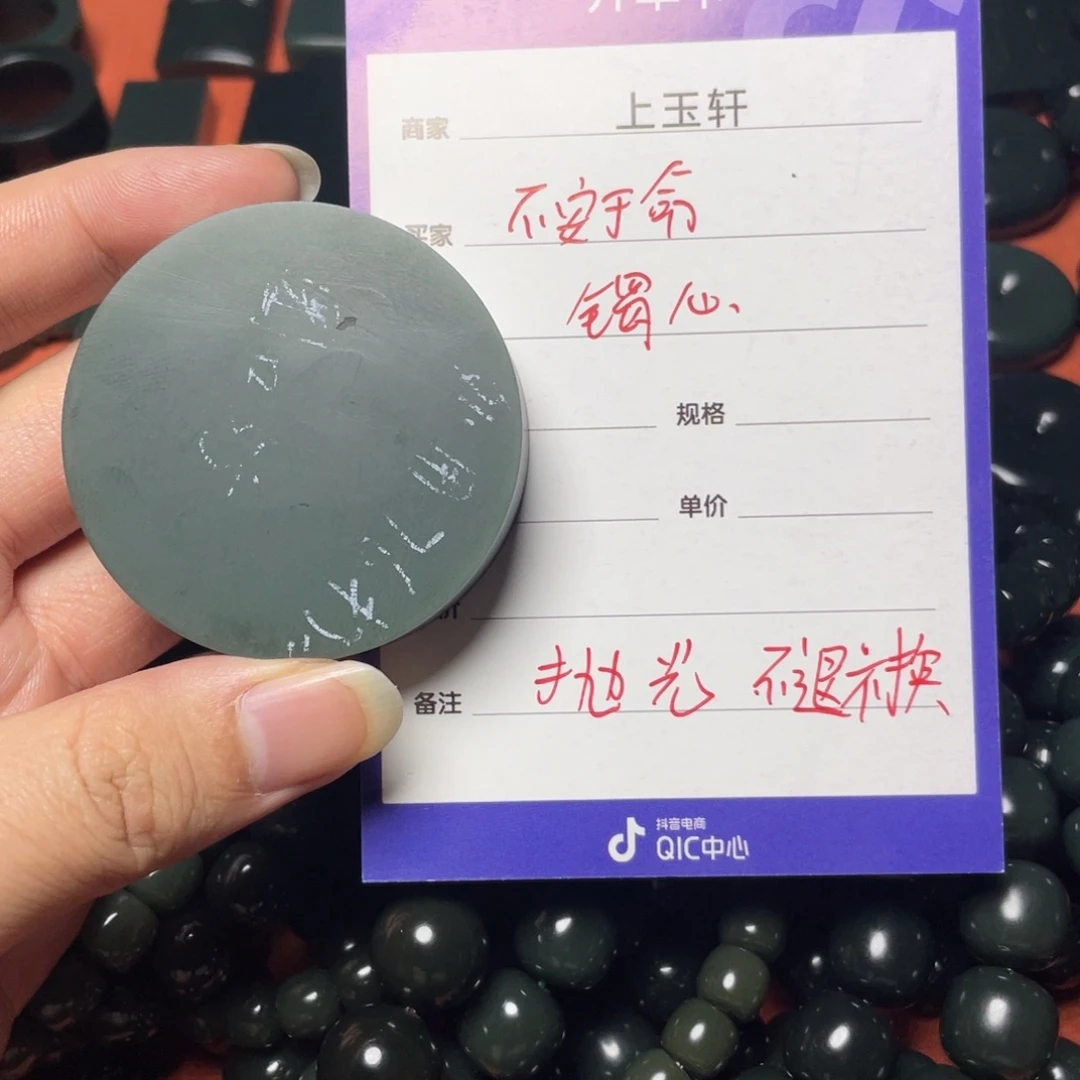 商家 上玉轩
买家 不安于命
镯心
规格
单价
备注 抛光 不退不换
抖音电商
QIC中心